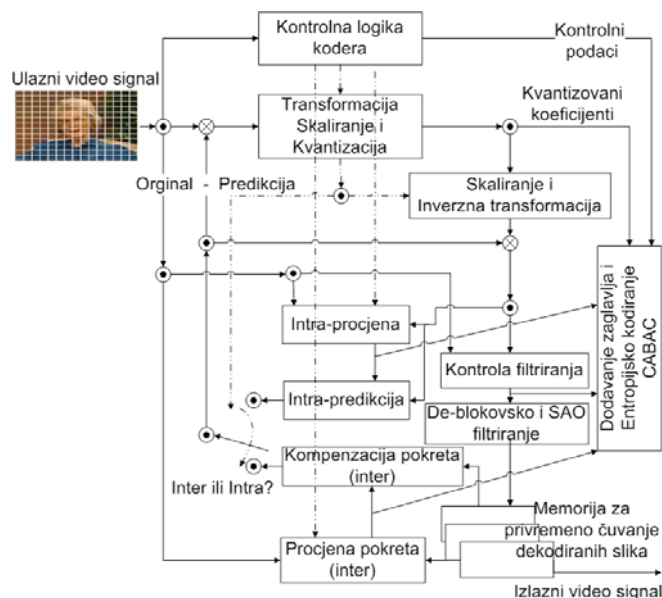 Kontrolna logika
kodera
Kontrolni
podaci
Ulazni video signal
Transformacija
Skaliranje i
Kvantizacija
Kvantizovani
koeficijenti
Orginal - Predikcija
Skaliranje i
Inverzna transformacija
Intra-procjena
Kontrola filtriranja
Dodavanje zaglavlja i
Entropijsko kodiranje
CABAC
Intra-predikcija
De-blokovsko i SAO
filtriranje
Kompenzacija pokreta
(inter)
Inter ili Intra?
Memorija za
privremeno čuvanje
dekodiranih slika
Procjena pokreta
(inter)
Izlazni video signal